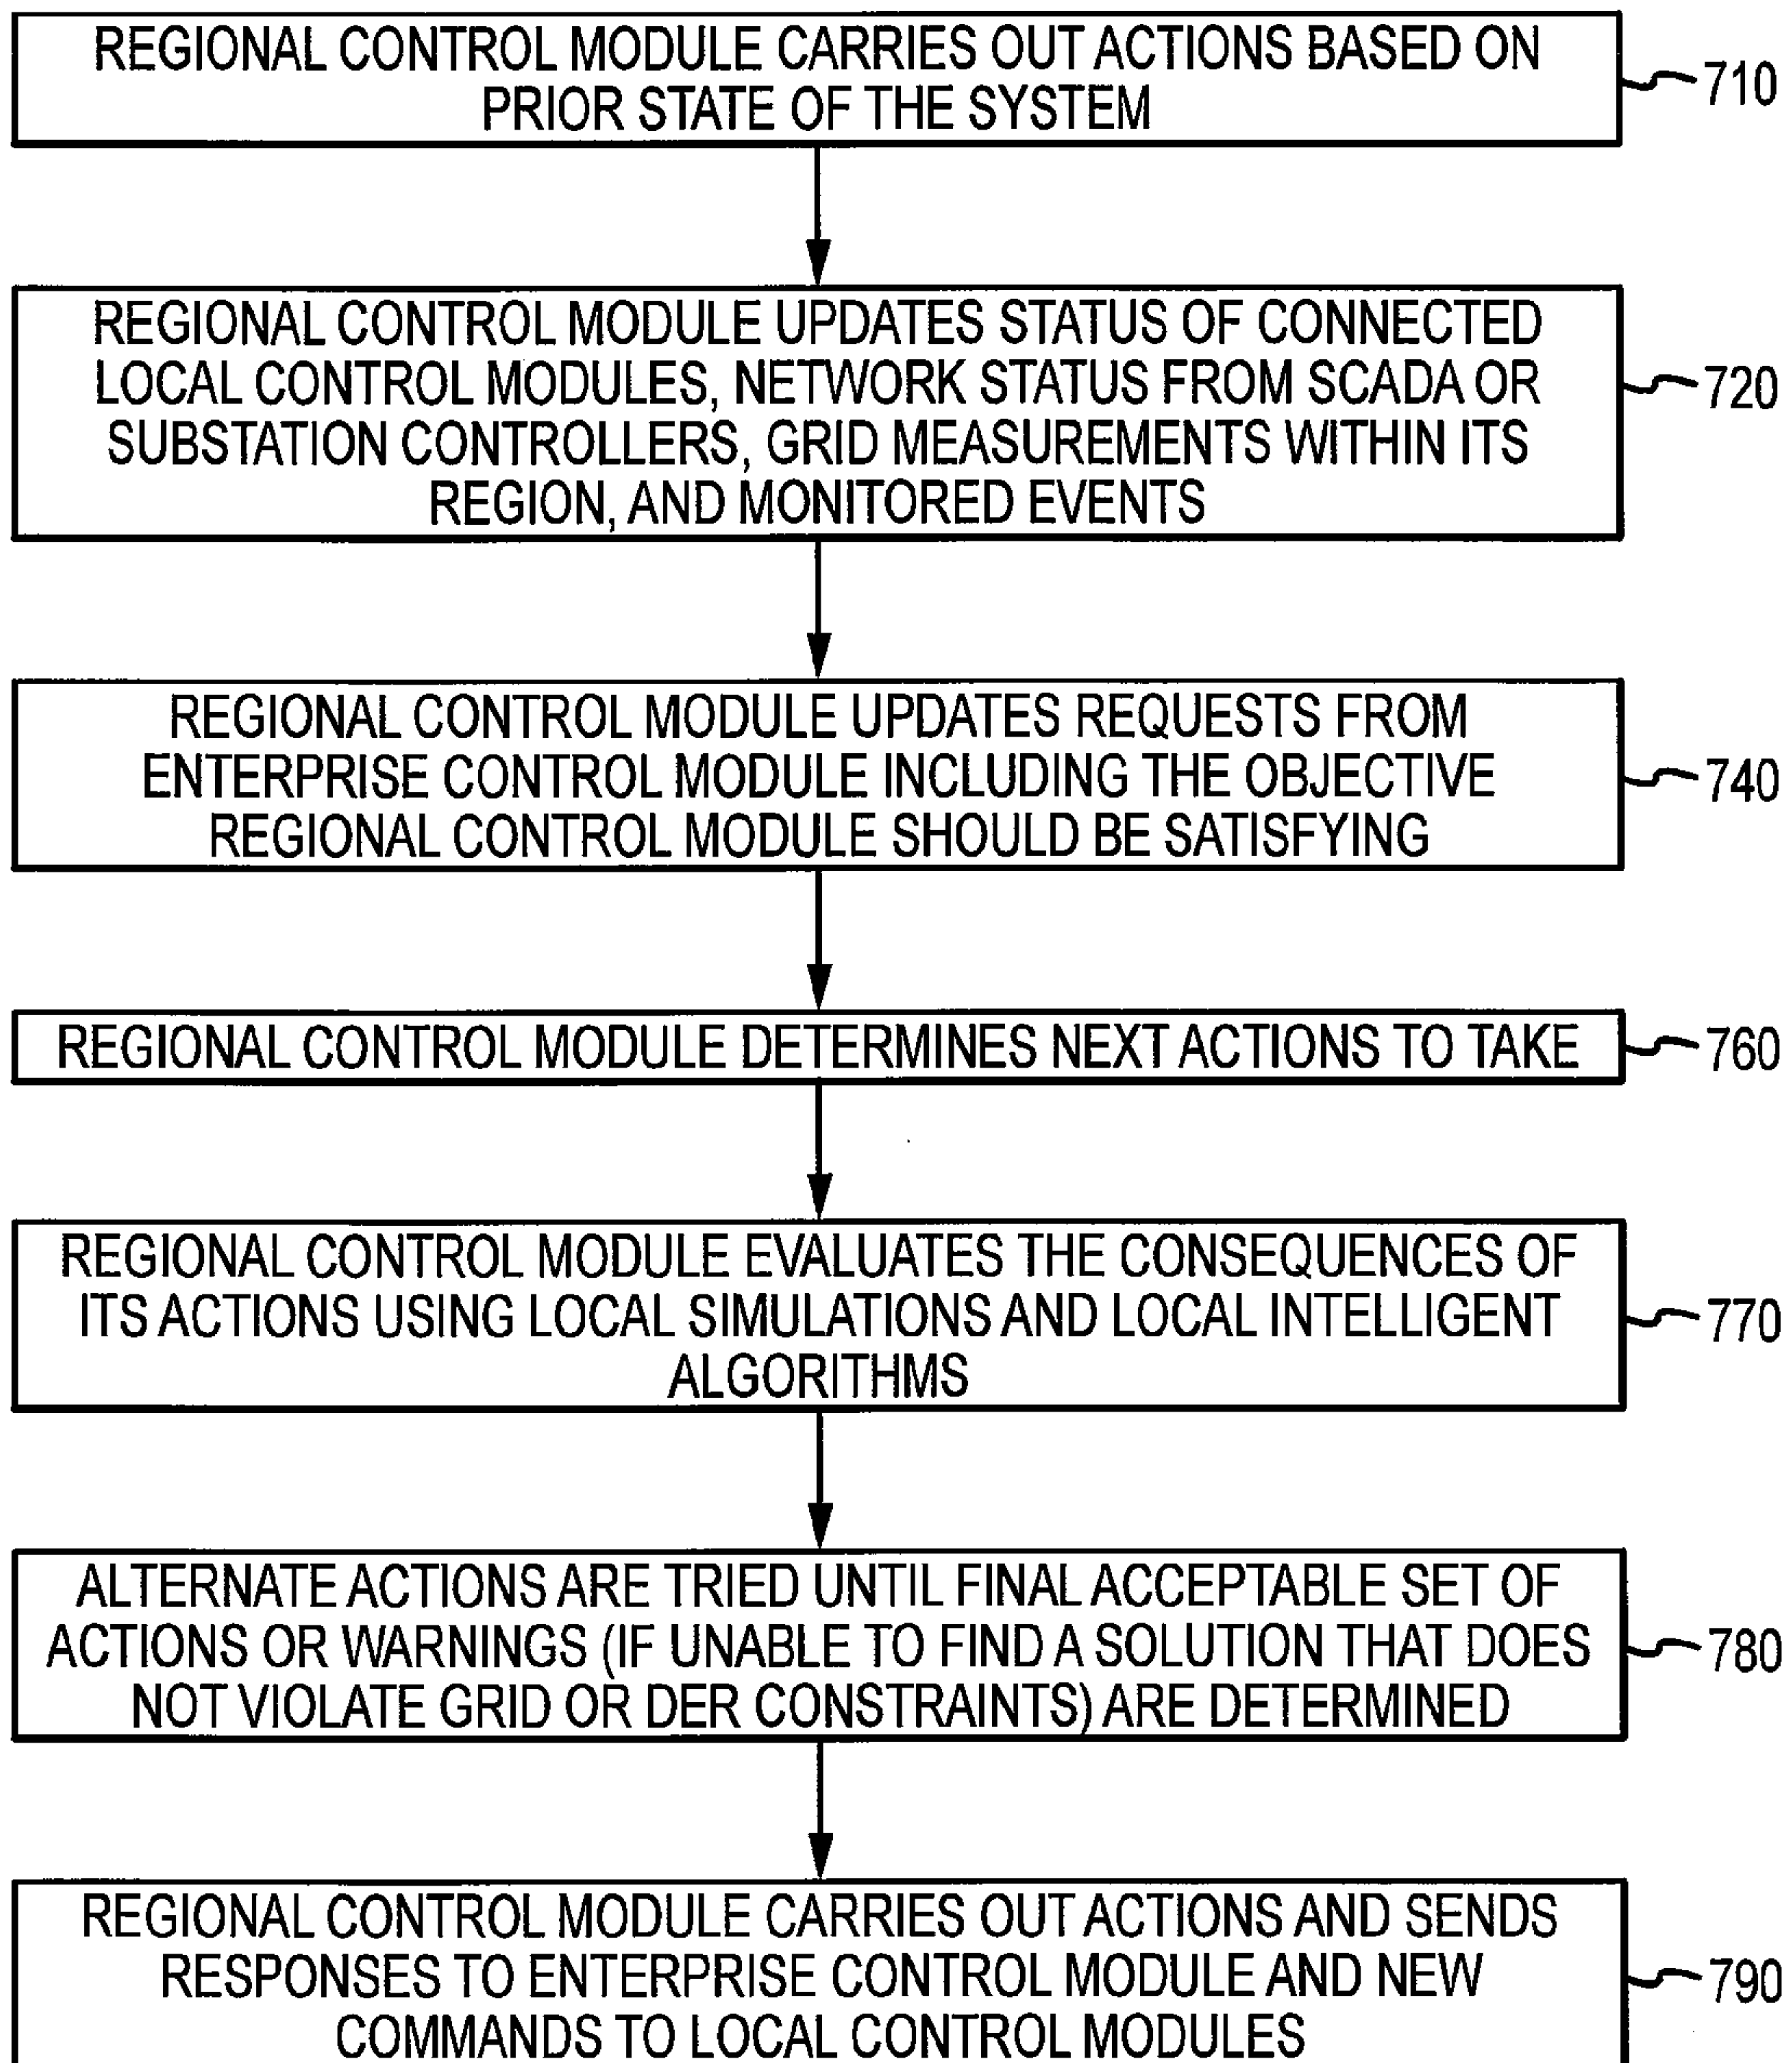 REGIONAL CONTROL MODULE CARRIES OUT ACTIONS BASED ON
PRIOR STATE OF THE SYSTEM
710
REGIONAL CONTROL MODULE UPDATES STATUS OF CONNECTED
LOCAL CONTROL MODULES, NETWORK STATUS FROM SCADA OR
SUBSTATION CONTROLLERS, GRID MEASUREMENTS WITHIN ITS
REGION, AND MONITORED EVENTS
720
REGIONAL CONTROL MODULE UPDATES REQUESTS FROM
ENTERPRISE CONTROL MODULE INCLUDING THE OBJECTIVE
REGIONAL CONTROL MODULE SHOULD BE SATISFYING
740
REGIONAL CONTROL MODULE DETERMINES NEXT ACTIONS TO TAKE
760
REGIONAL CONTROL MODULE EVALUATES THE CONSEQUENCES OF
ITS ACTIONS USING LOCAL SIMULATIONS AND LOCAL INTELLIGENT
ALGORITHMS
770
ALTERNATE ACTIONS ARE TRIED UNTIL FINAL ACCEPTABLE SET OF
ACTIONS OR WARNINGS (IF UNABLE TO FIND A SOLUTION THAT DOES
NOT VIOLATE GRID OR DER CONSTRAINTS) ARE DETERMINED
780
REGIONAL CONTROL MODULE CARRIES OUT ACTIONS AND SENDS
RESPONSES TO ENTERPRISE CONTROL MODULE AND NEW
COMMANDS TO LOCAL CONTROL MODULES
790